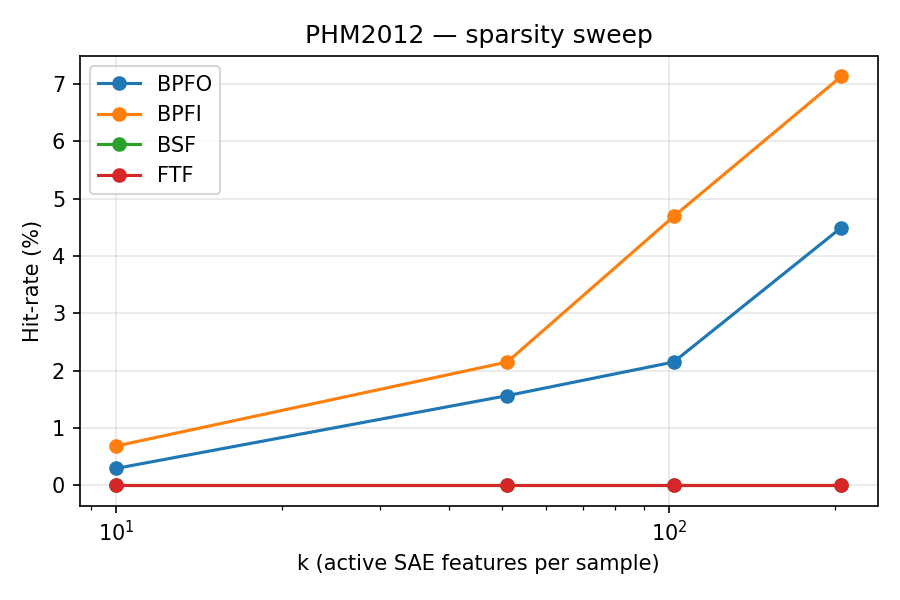 PHM2012 — sparsity sweep
BPFO
BPFI
BSF
FTF
7
6
5
4
3
2
1
0
Hit-rate (%)
10¹
10²
k (active SAE features per sample)